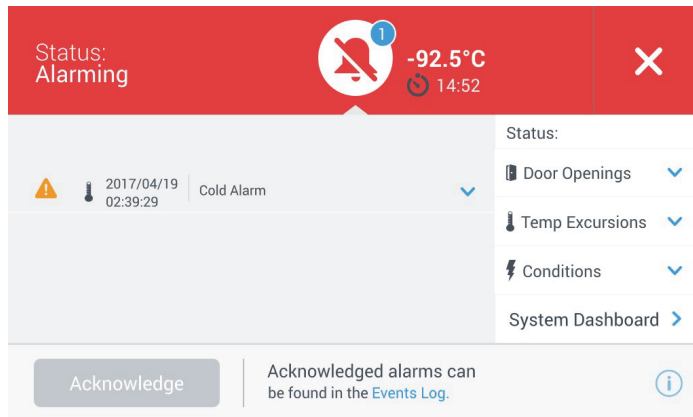 Status:
Alarming
1
-92.5°C
14:52
2017/04/19
02:39:29
Cold Alarm
Status:
Door Openings
Temp Excursions
Conditions
System Dashboard
Acknowledge
Acknowledged alarms can
be found in the Events Log.
i